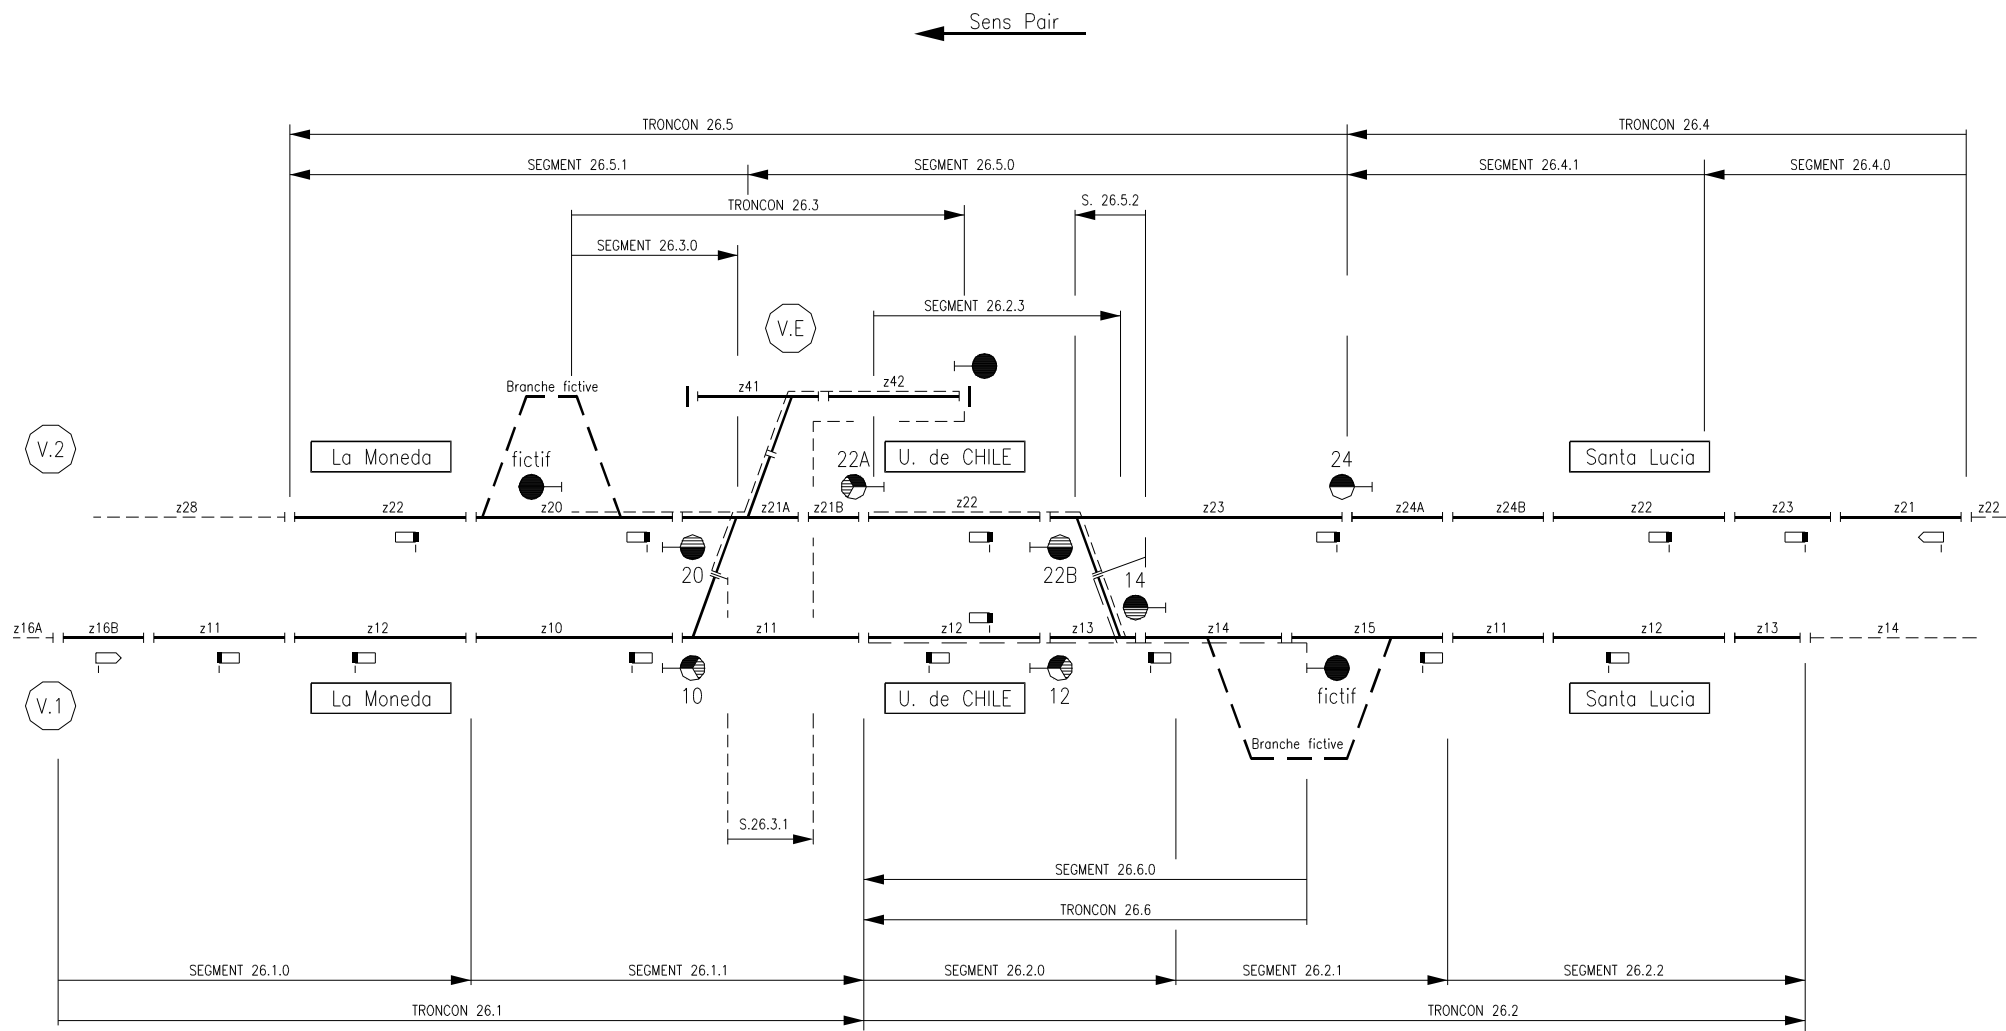 Sens Pair
TRONCON 26.5
TRONCON 26.4
SEGMENT 26.5.1
SEGMENT 26.5.0
SEGMENT 26.4.1
SEGMENT 26.4.0
TRONCON 26.3
S. 26.5.2
SEGMENT 26.3.0
SEGMENT 26.2.3
V.E
Branche fictive
z41
z42
V.2
La Moneda
fictif
22A
U. de CHILE
24
Santa Lucia
z28
z22
z20
z21A
z21B
z22
z23
z24A
z24B
z22
z23
z21
z22
20
22B
14
z16A
z16B
z11
z12
z10
z11
z12
z13
z14
z15
z11
z12
z13
z14
V.1
La Moneda
10
U. de CHILE
12
fictif
Santa Lucia
Branche fictive
S.26.3.1
SEGMENT 26.6.0
TRONCON 26.6
SEGMENT 26.1.0
SEGMENT 26.1.1
SEGMENT 26.2.0
SEGMENT 26.2.1
SEGMENT 26.2.2
TRONCON 26.1
TRONCON 26.2